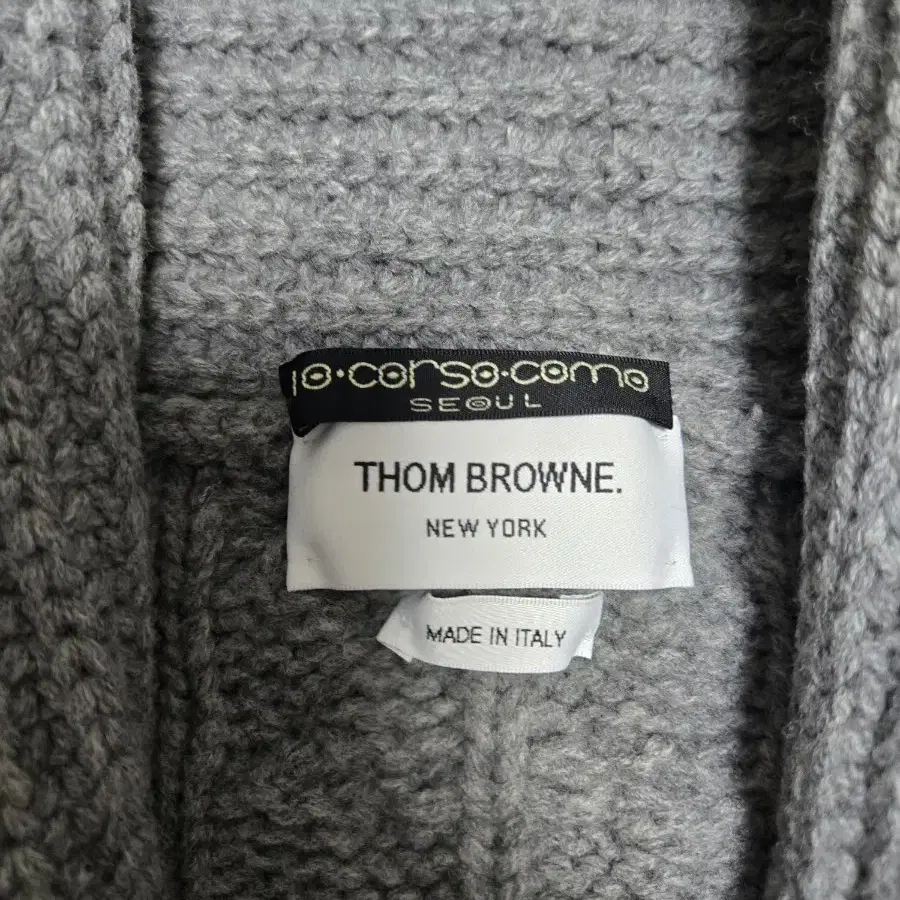 10·corso·como
SEOUL
THOM BROWNE.
NEW YORK
MADE IN ITALY